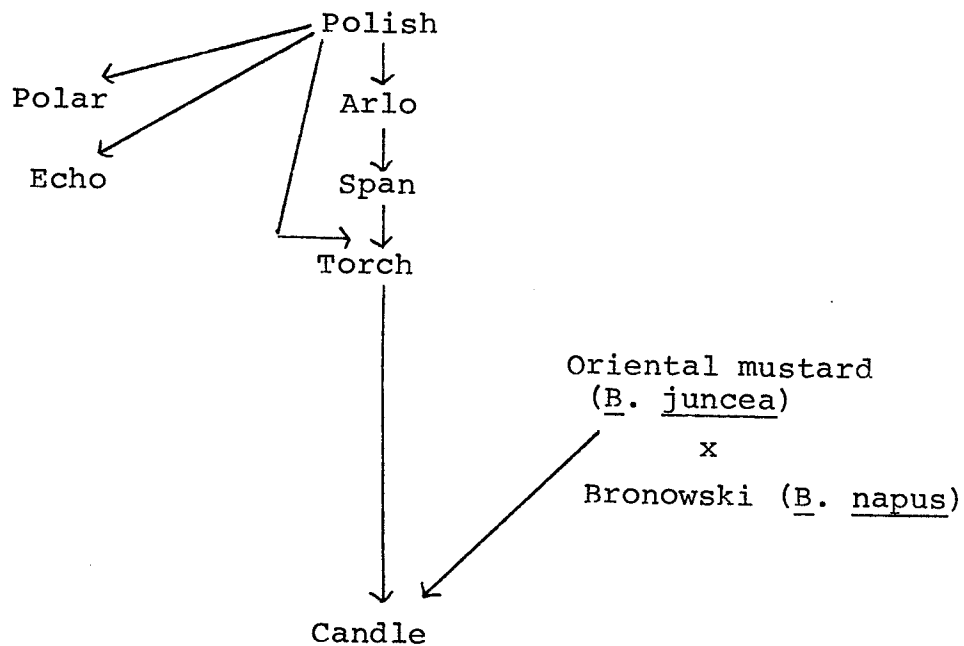 Polish
Polar
Arlo
Echo
Span
Torch
Oriental mustard
(B. juncea)
x
Bronowski (B. napus)
Candle